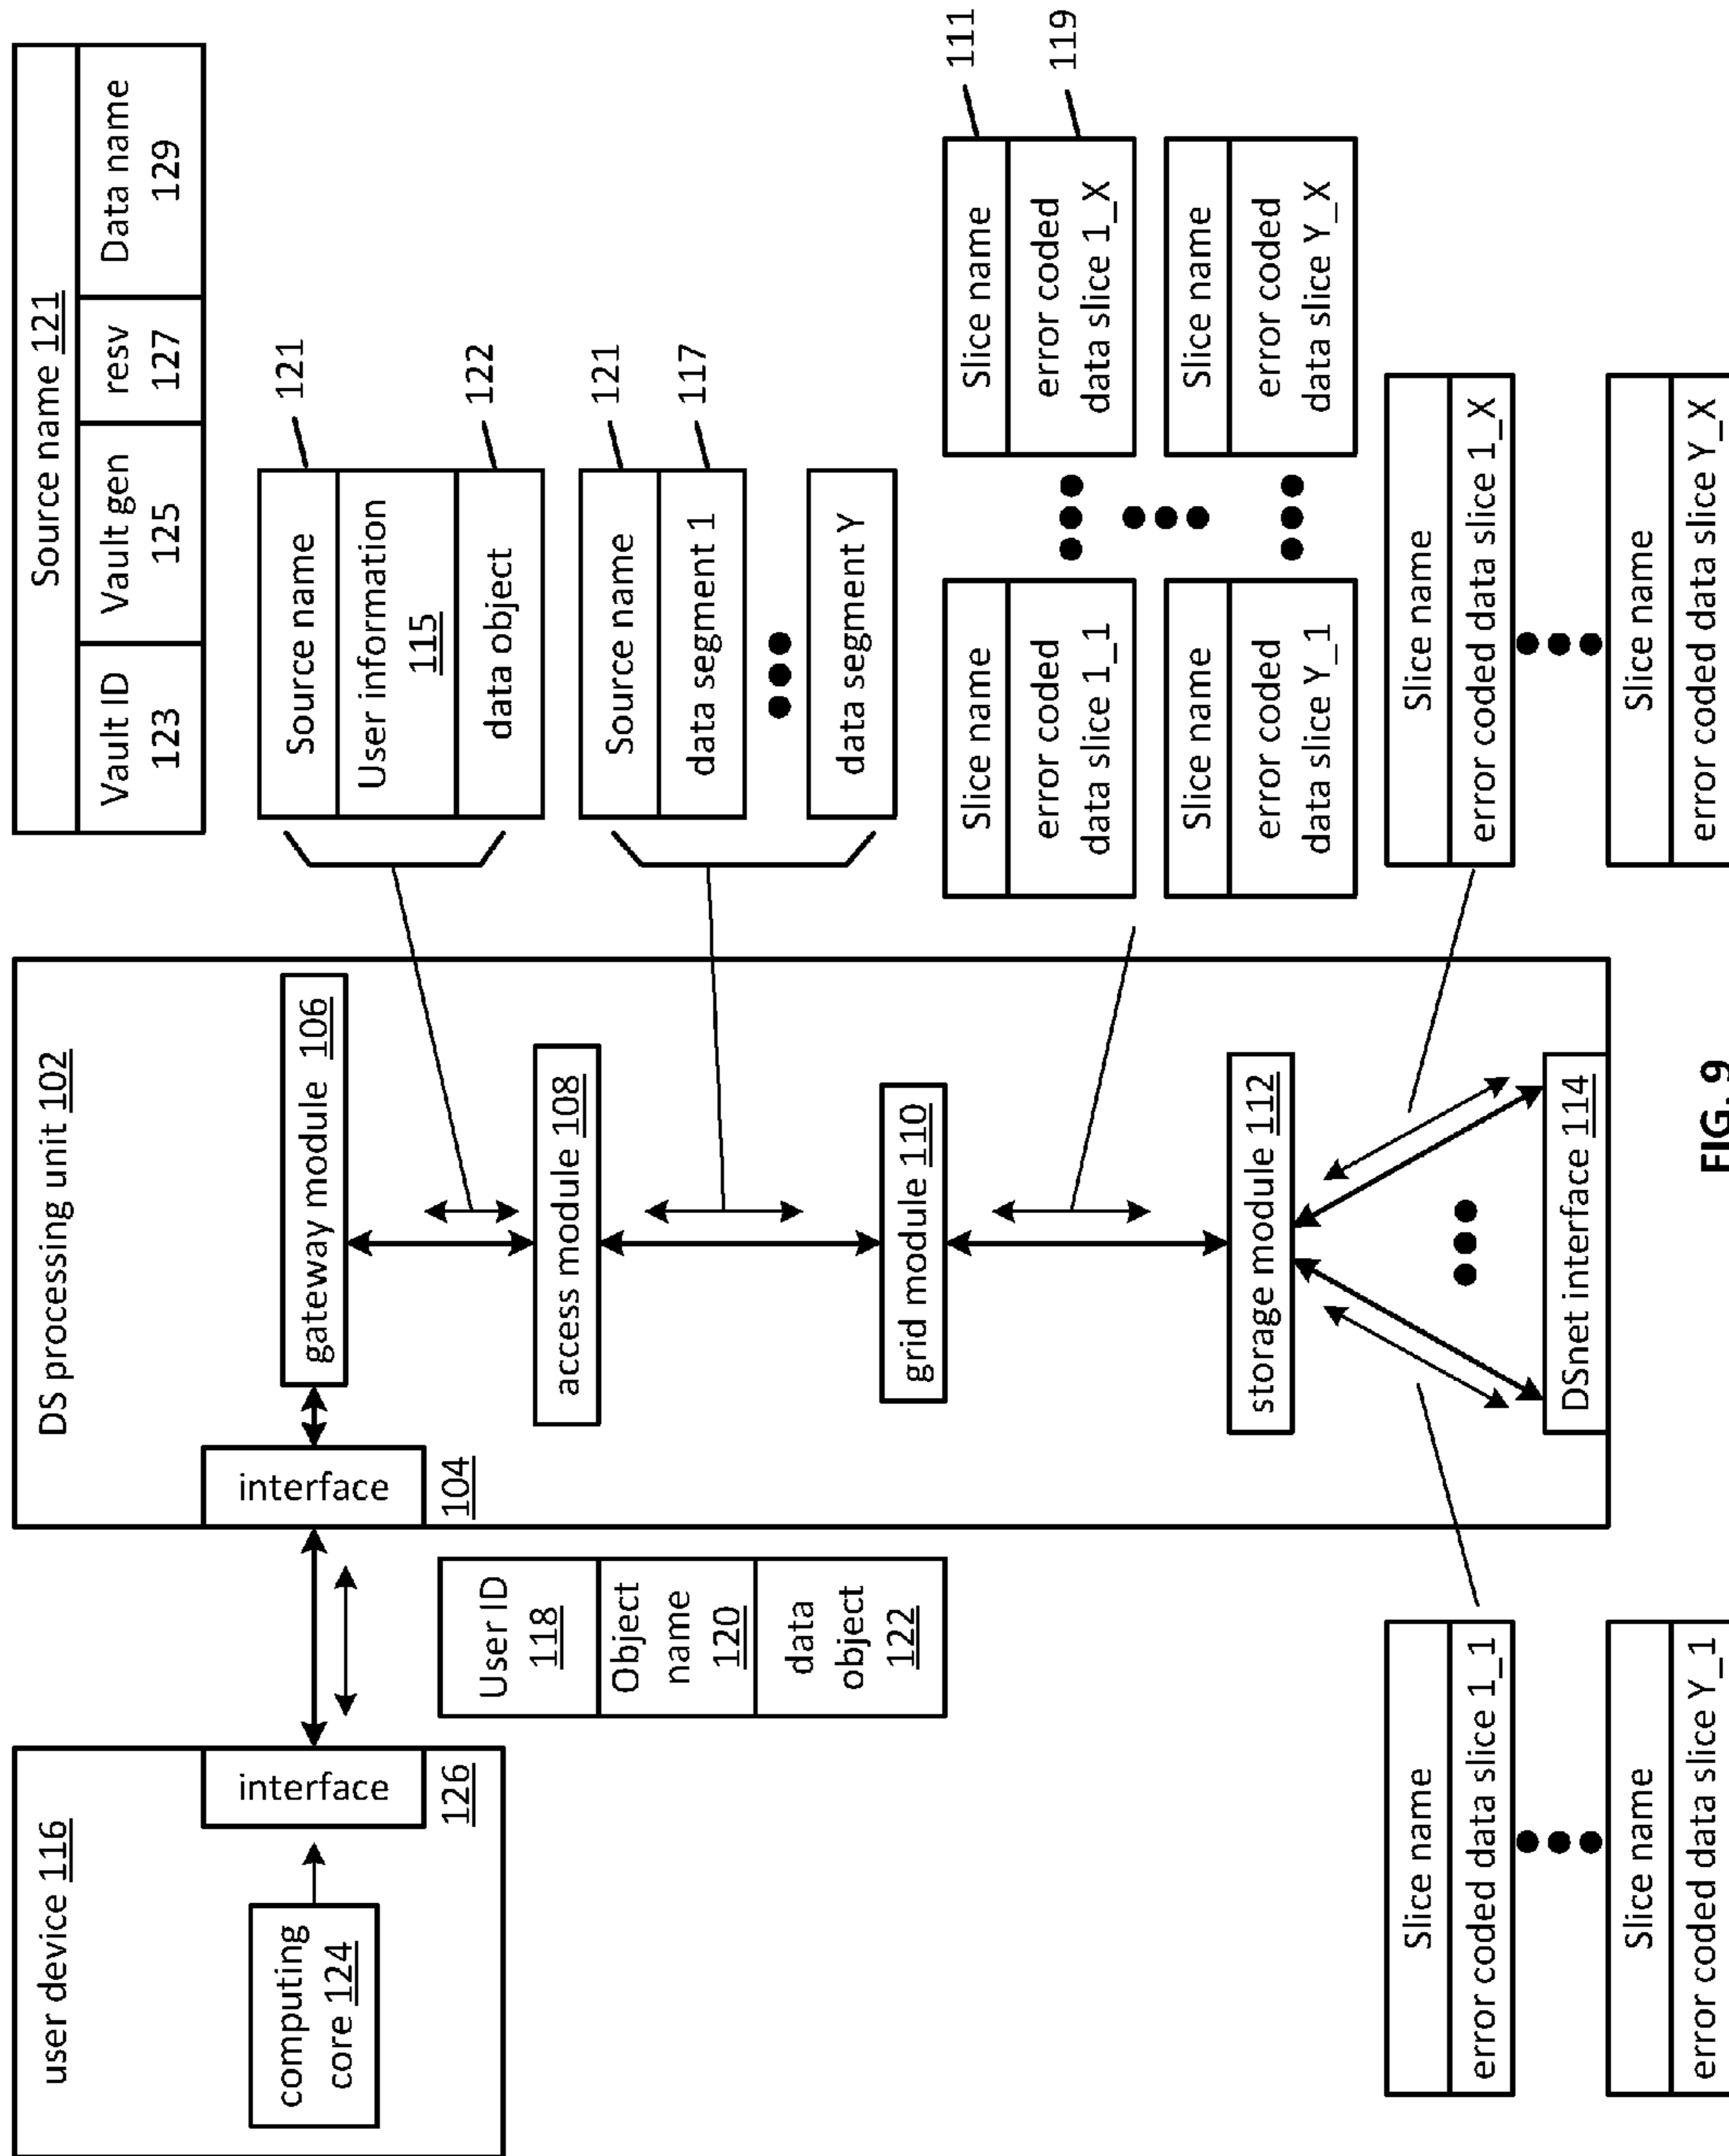 user device 116
computing
core 124
interface
126
User ID
118
Object
name
120
data
object
122
DS processing unit 102
interface
104
gateway module 106
access module 108
grid module 110
storage module 112
DSnet interface 114
Source name 121
Vault ID
123
Vault gen
125
resv
127
Data name
129
Source name
User information
115
data object
121
122
Source name
data segment 1
data segment Y
121
117
Slice name
error coded
data slice 1_1
Slice name
error coded
data slice 1_X
111
119
Slice name
error coded
data slice Y_1
Slice name
error coded
data slice Y_X
Slice name
error coded data slice 1_1
Slice name
error coded data slice Y_1
Slice name
error coded data slice 1_X
Slice name
error coded data slice Y_X
FIG. 9